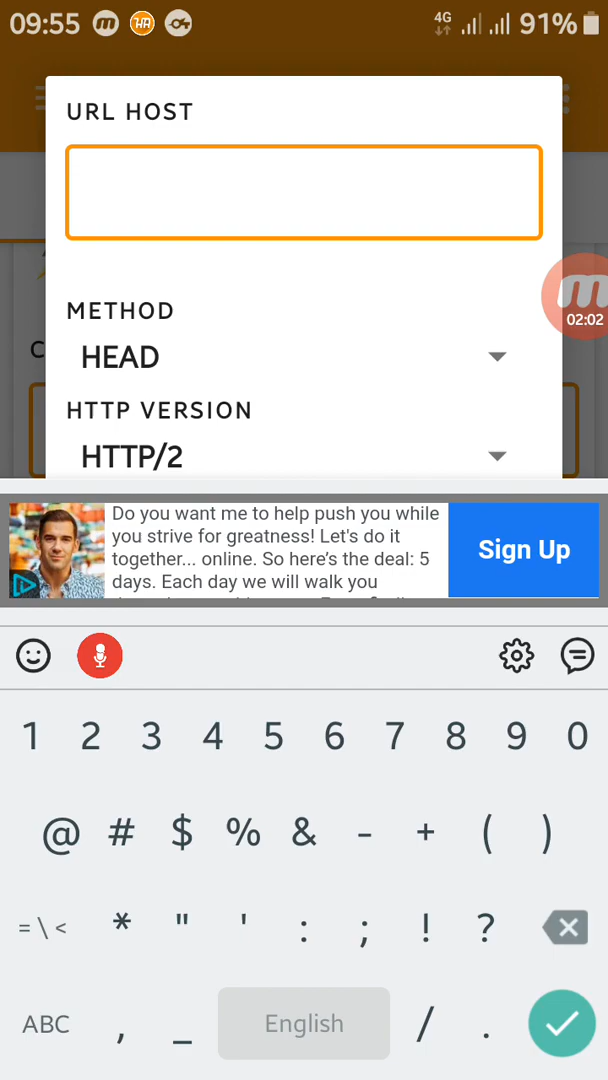 09:55 HA 4G 91%
URL HOST
METHOD
HEAD
02:02
C
HTTP VERSION
HTTP/2
Do you want me to help push you while
you strive for greatness! Let's do it
together... online. So here's the deal: 5
days. Each day we will walk you
Sign Up
1 2 3 4 5 6 7 8 9 0
@ # $ % & - + ( )
= \ < * " ' : ; ! ?
ABC , _ English / .